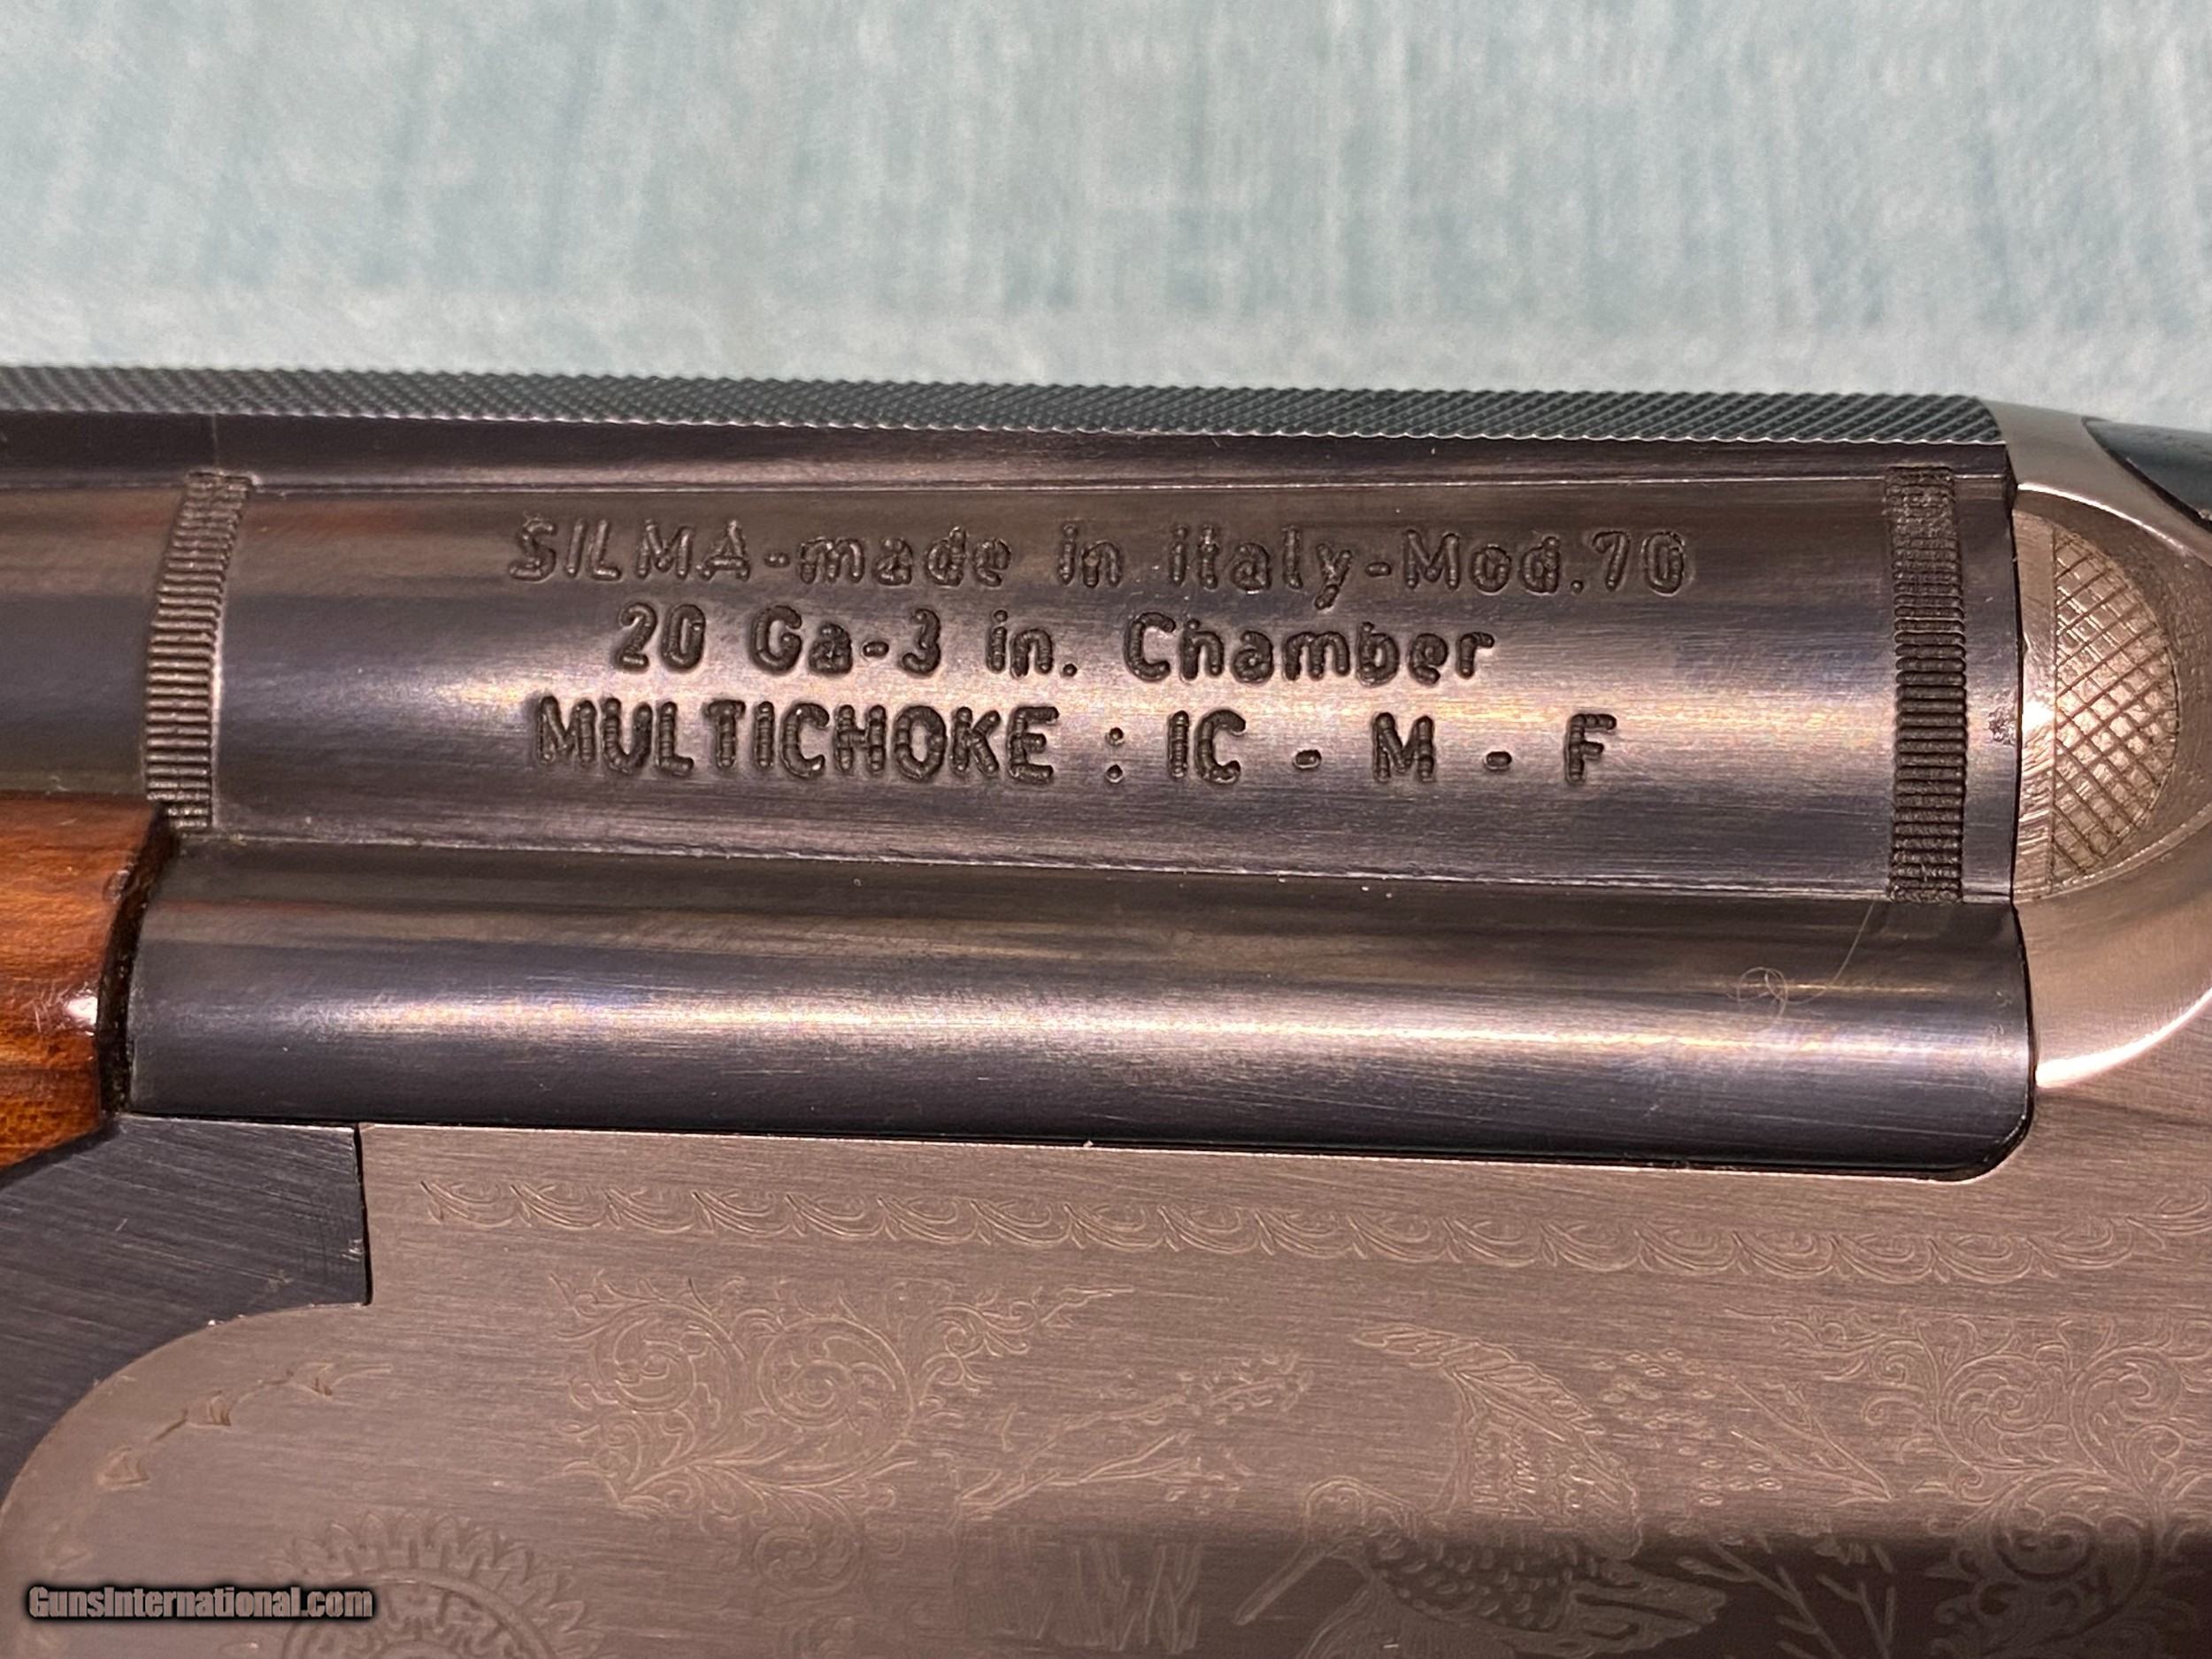 SILMA-made in italy-Mod.70
20 Ga-3 in. Chamber
MULTICHOKE : IC - M - F
GunsInternational.com